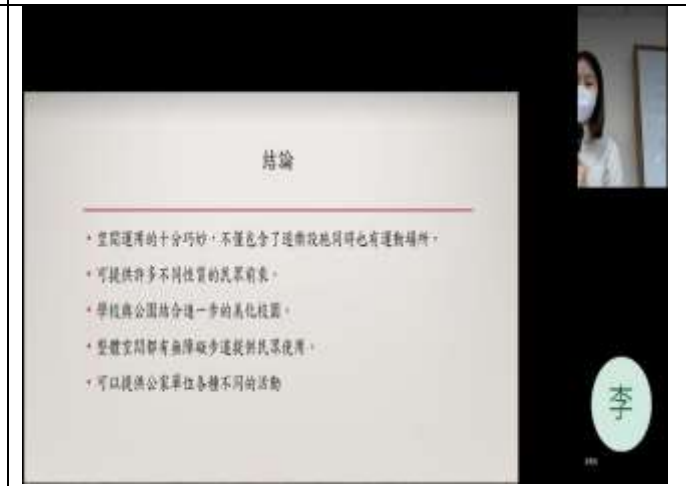 結論
• 空間運用的十分巧妙，不僅包含了遊樂設施同時也有運動場所。
• 可提供許多不同性質的民眾前來。
• 學校與公園結合進一步的美化校園。
• 整體空間都有無障礙步道提供民眾使用。
• 可以提供公家單位各種不同的活動
李